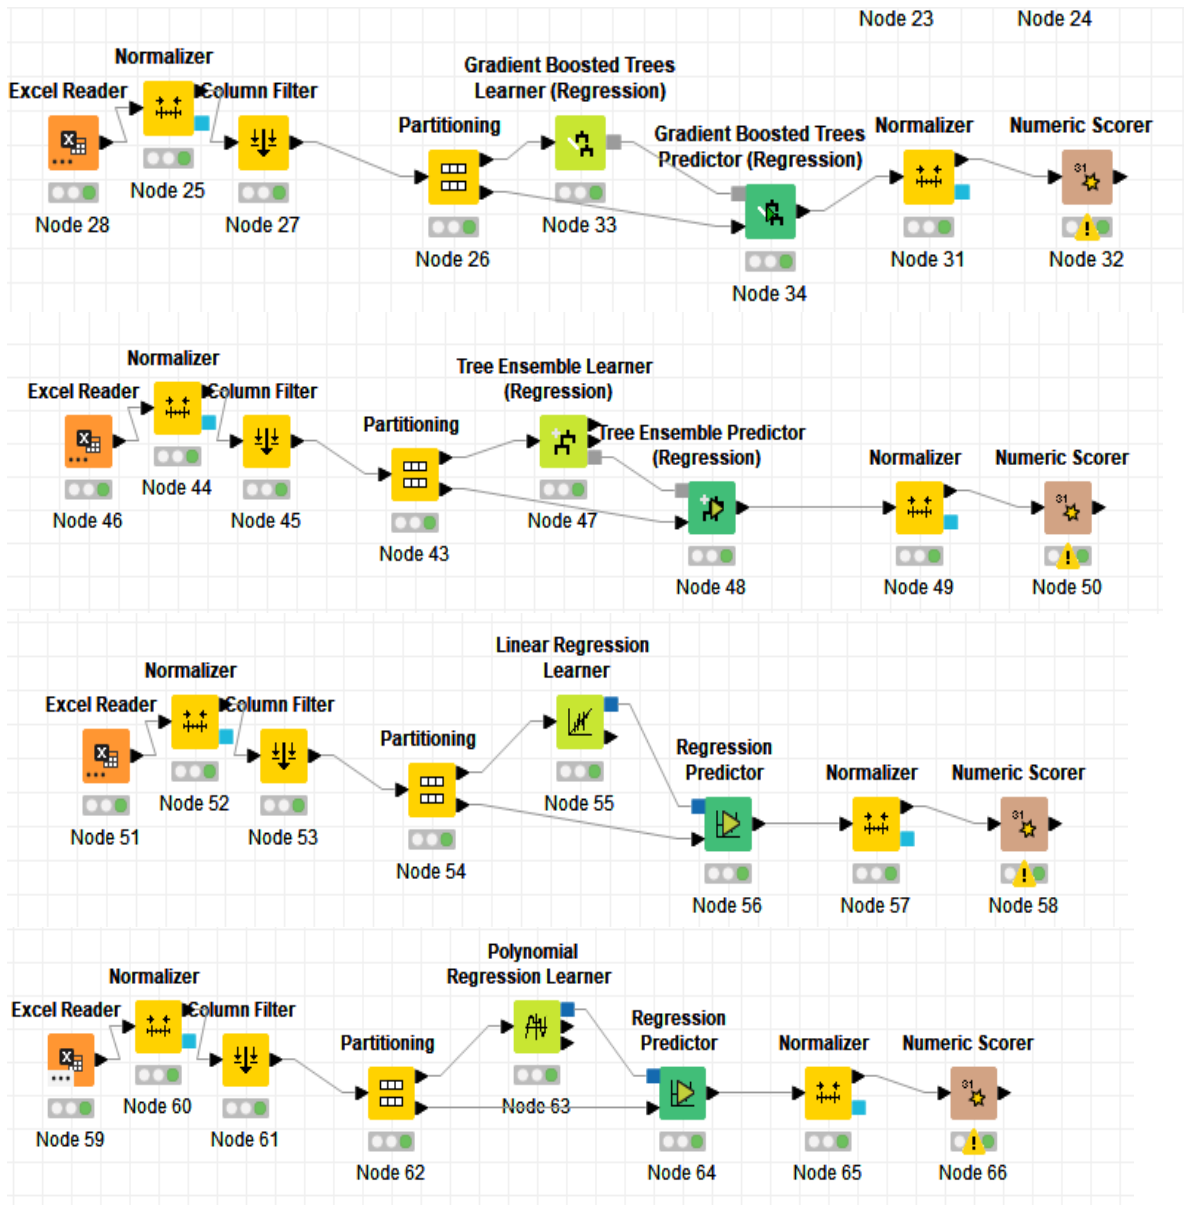 Node 23 Node 24
Normalizer
Gradient Boosted Trees
Learner (Regression)
Excel Reader Column Filter
Partitioning
Gradient Boosted Trees
Predictor (Regression)
Normalizer Numeric Scorer
31
Node 25
Node 28 Node 27 Node 33
Node 26 Node 31 Node 32
Node 34
Normalizer
Tree Ensemble Learner
(Regression)
Excel Reader Column Filter
Partitioning
Tree Ensemble Predictor
(Regression)
Normalizer Numeric Scorer
31
Node 44
Node 46 Node 45 Node 47
Node 43
Node 48 Node 49 Node 50
Linear Regression
Learner
Normalizer
Excel Reader Column Filter
Partitioning
Regression
Predictor
Normalizer Numeric Scorer
31
Node 52 Node 55
Node 51 Node 53
Node 54
Node 56 Node 57 Node 58
Polynomial
Regression Learner
Normalizer
Excel Reader Column Filter
Partitioning
Regression
Predictor
Normalizer Numeric Scorer
31
Node 60 Node 63
Node 59 Node 61
Node 62 Node 64 Node 65 Node 66